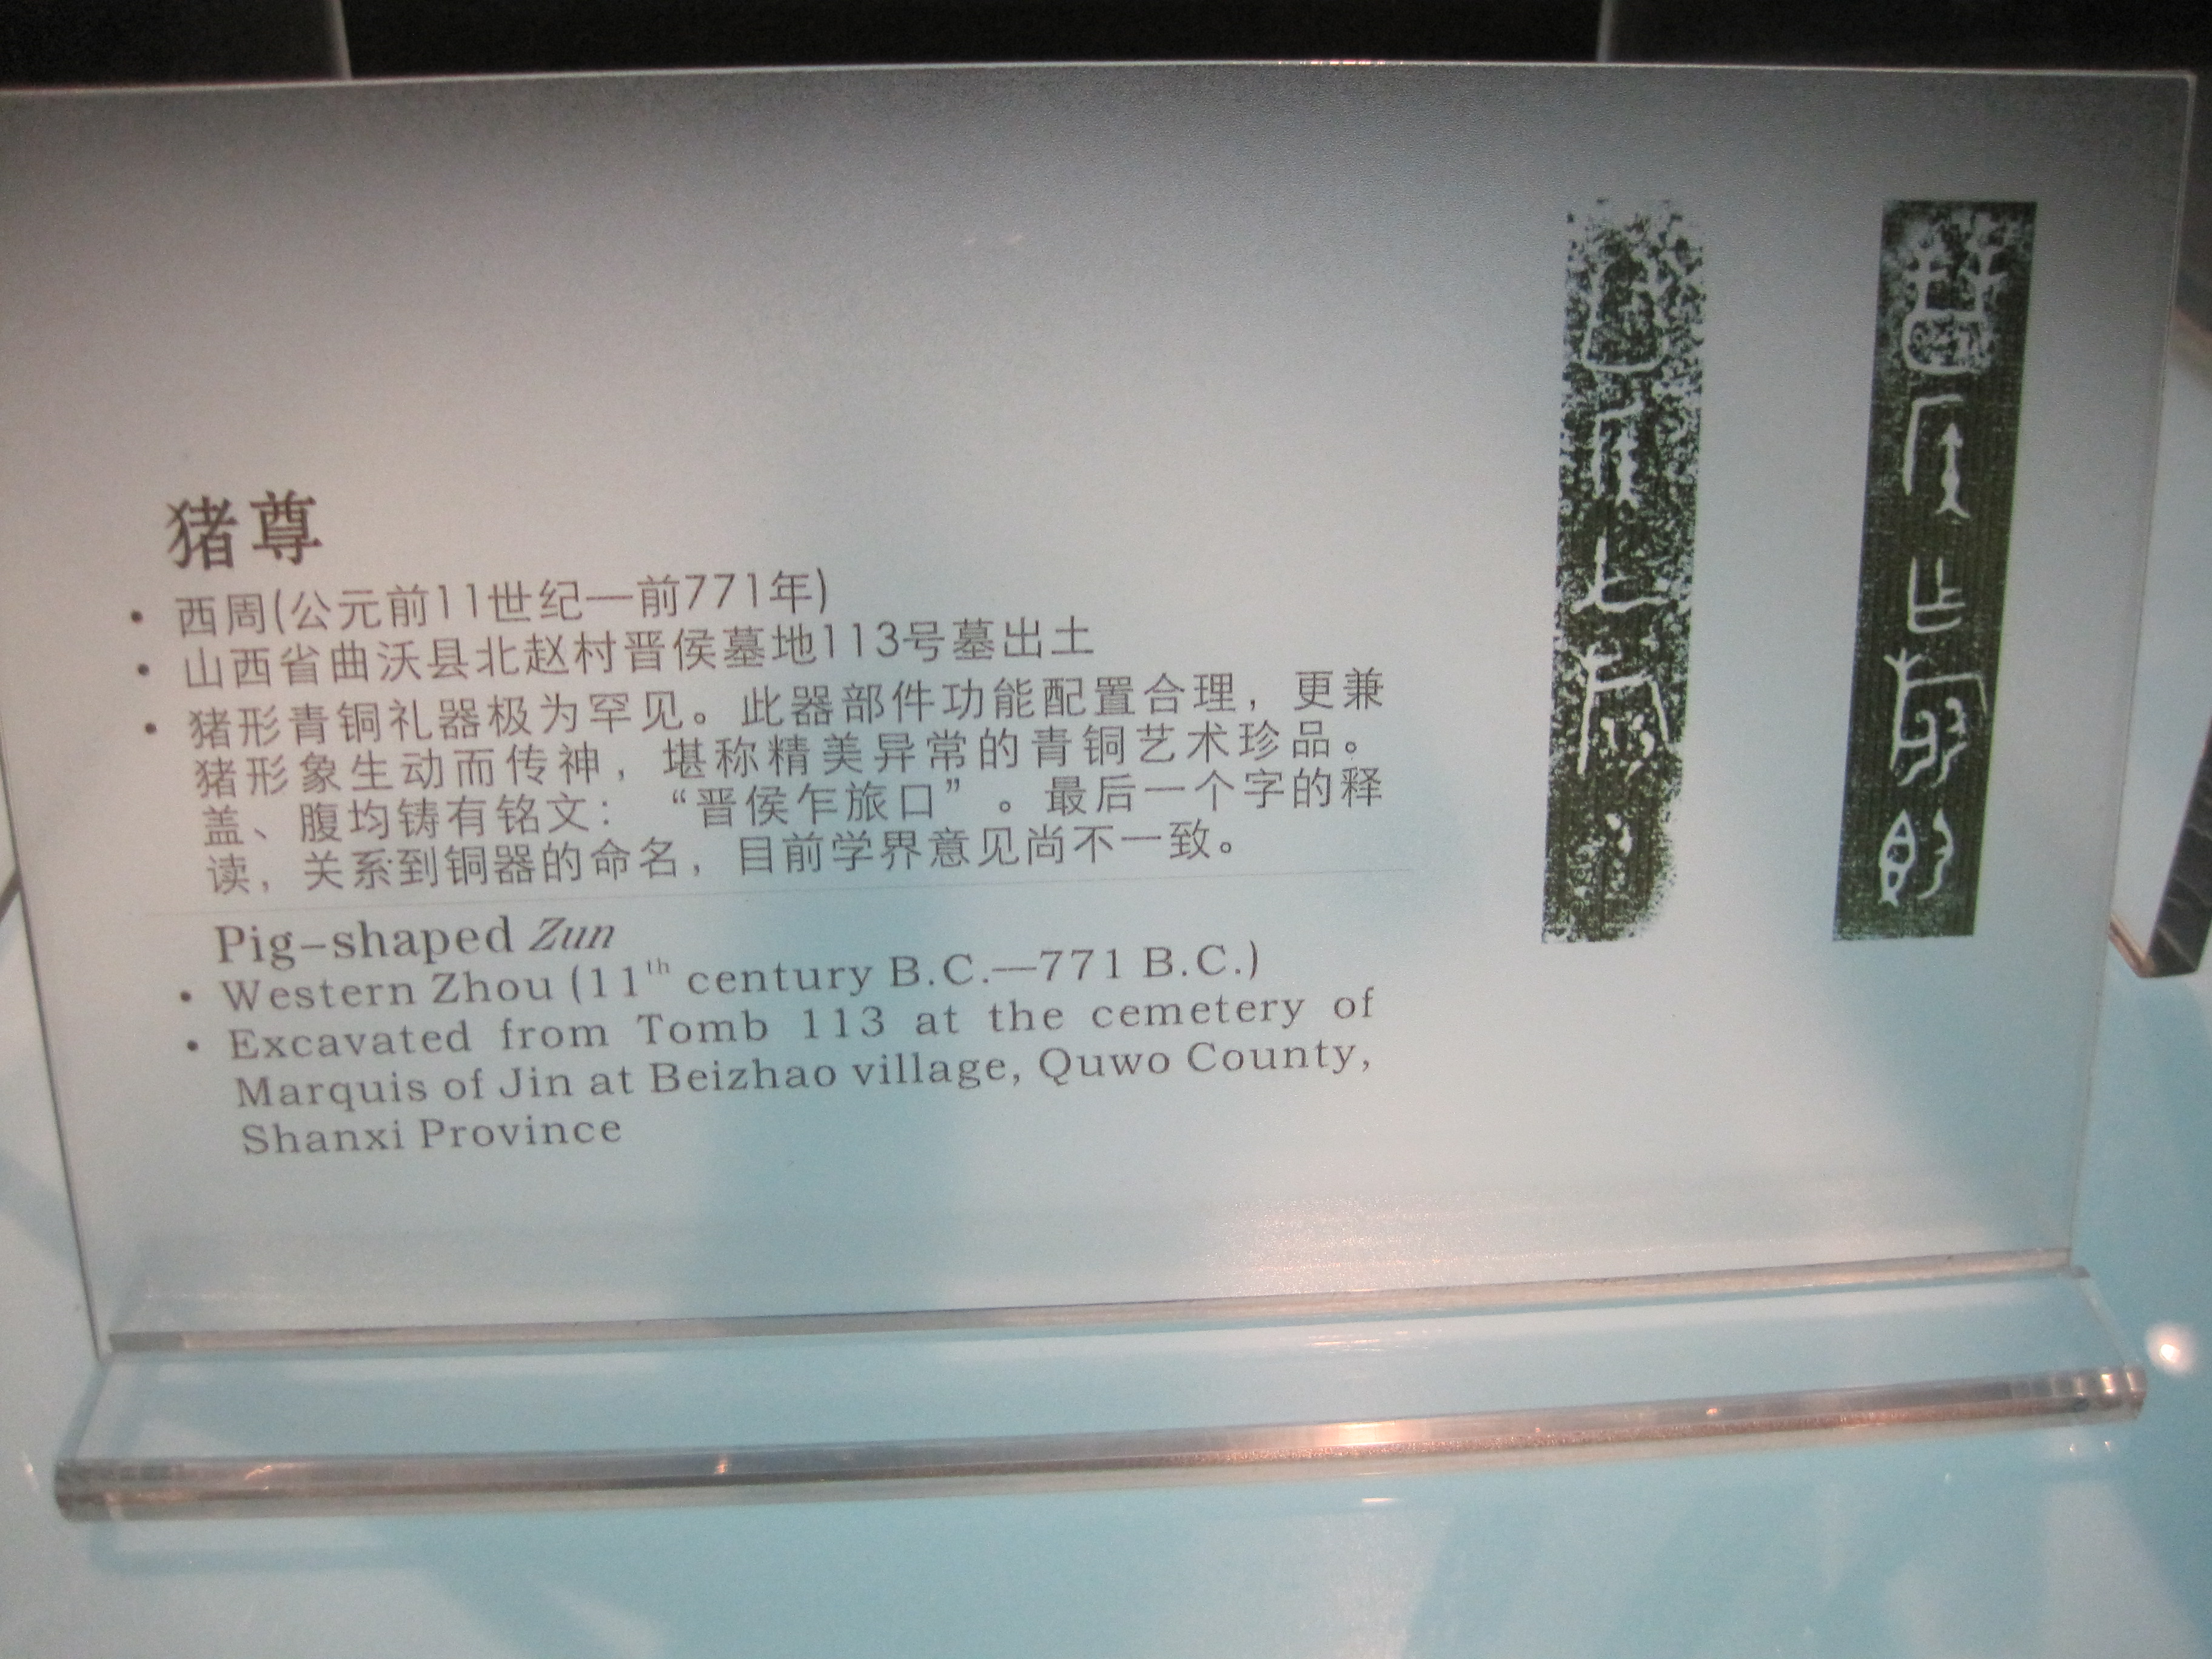 猪尊
• 西周(公元前11世纪—前771年)
• 山西省曲沃县北赵村晋侯墓地113号墓出土
• 猪形青铜礼器极为罕见。此器部件功能配置合理，更兼
猪形象生动而传神，堪称精美异常的青铜艺术珍品。
盖、腹均铸有铭文：“晋侯乍旅口”。最后一个字的释
读，关系到铜器的命名，目前学界意见尚不一致。
Pig-shaped Zun
• Western Zhou (11th century B.C.—771 B.C.)
• Excavated from Tomb 113 at the cemetery of
Marquis of Jin at Beizhao village, Quwo County,
Shanxi Province